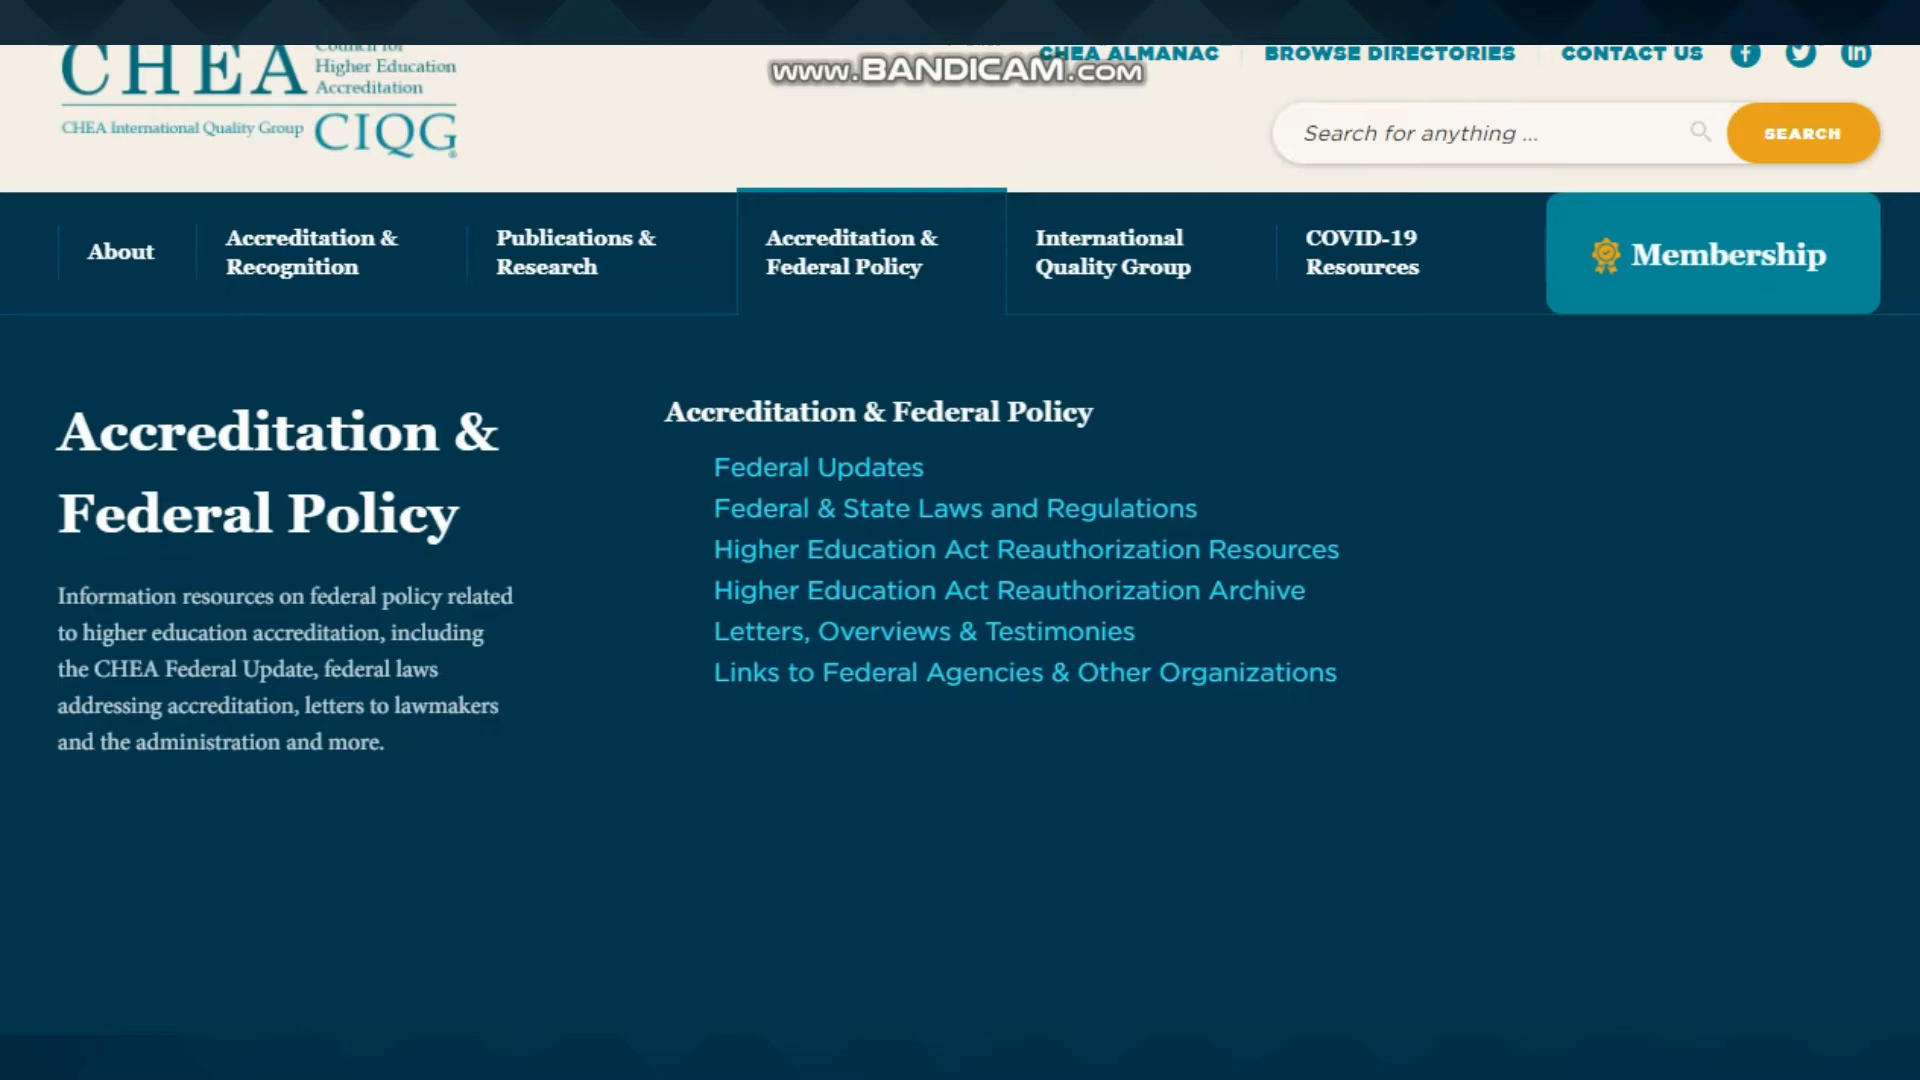 CHEA
Council for
Higher Education
Accreditation
CHEA International Quality Group
CIQG
www.BANDICAM.com
CHEA ALMANAC
BROWSE DIRECTORIES
CONTACT US
Search for anything ...
SEARCH
About
Accreditation &
Recognition
Publications &
Research
Accreditation &
Federal Policy
International
Quality Group
COVID-19
Resources
Membership
Accreditation &
Federal Policy
Information resources on federal policy related
to higher education accreditation, including
the CHEA Federal Update, federal laws
addressing accreditation, letters to lawmakers
and the administration and more.
Accreditation & Federal Policy
Federal Updates
Federal & State Laws and Regulations
Higher Education Act Reauthorization Resources
Higher Education Act Reauthorization Archive
Letters, Overviews & Testimonies
Links to Federal Agencies & Other Organizations